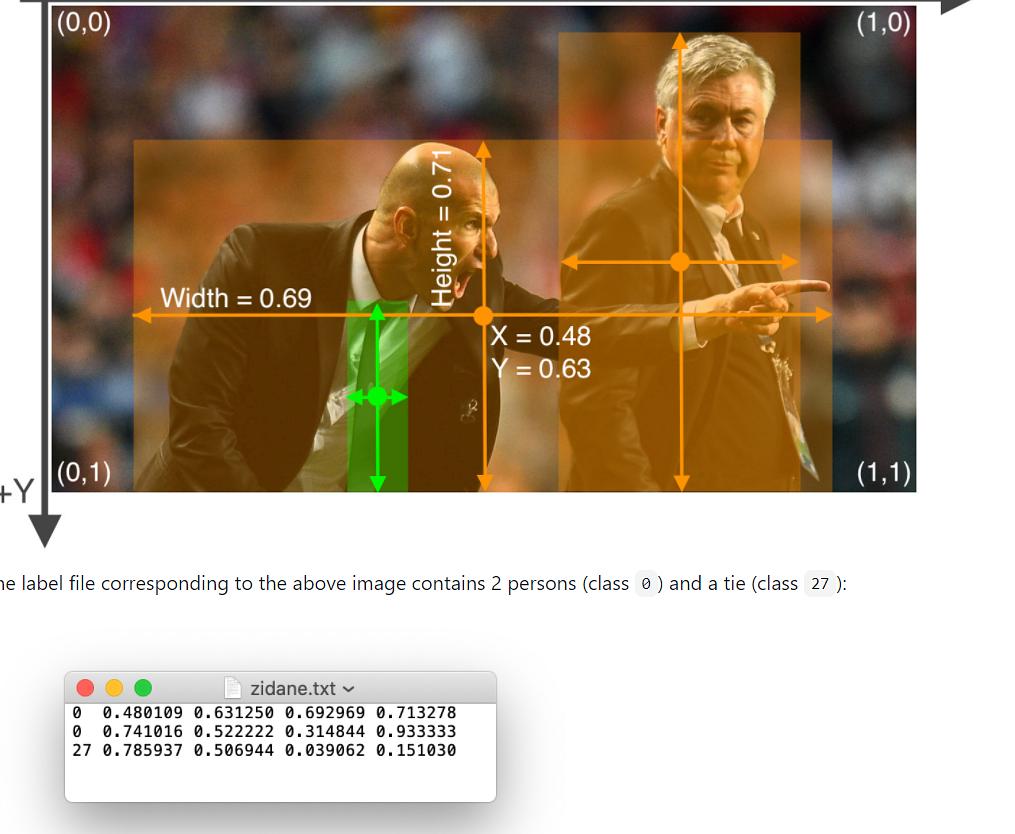 (0,0)
(1,0)
Height = 0.71
Width = 0.69
X = 0.48
Y = 0.63
(0,1)
(1,1)
+Y
he label file corresponding to the above image contains 2 persons (class 0 ) and a tie (class 27 ):
zidane.txt
0 0.480109 0.631250 0.692969 0.713278
0 0.741016 0.522222 0.314844 0.933333
27 0.785937 0.506944 0.039062 0.151030